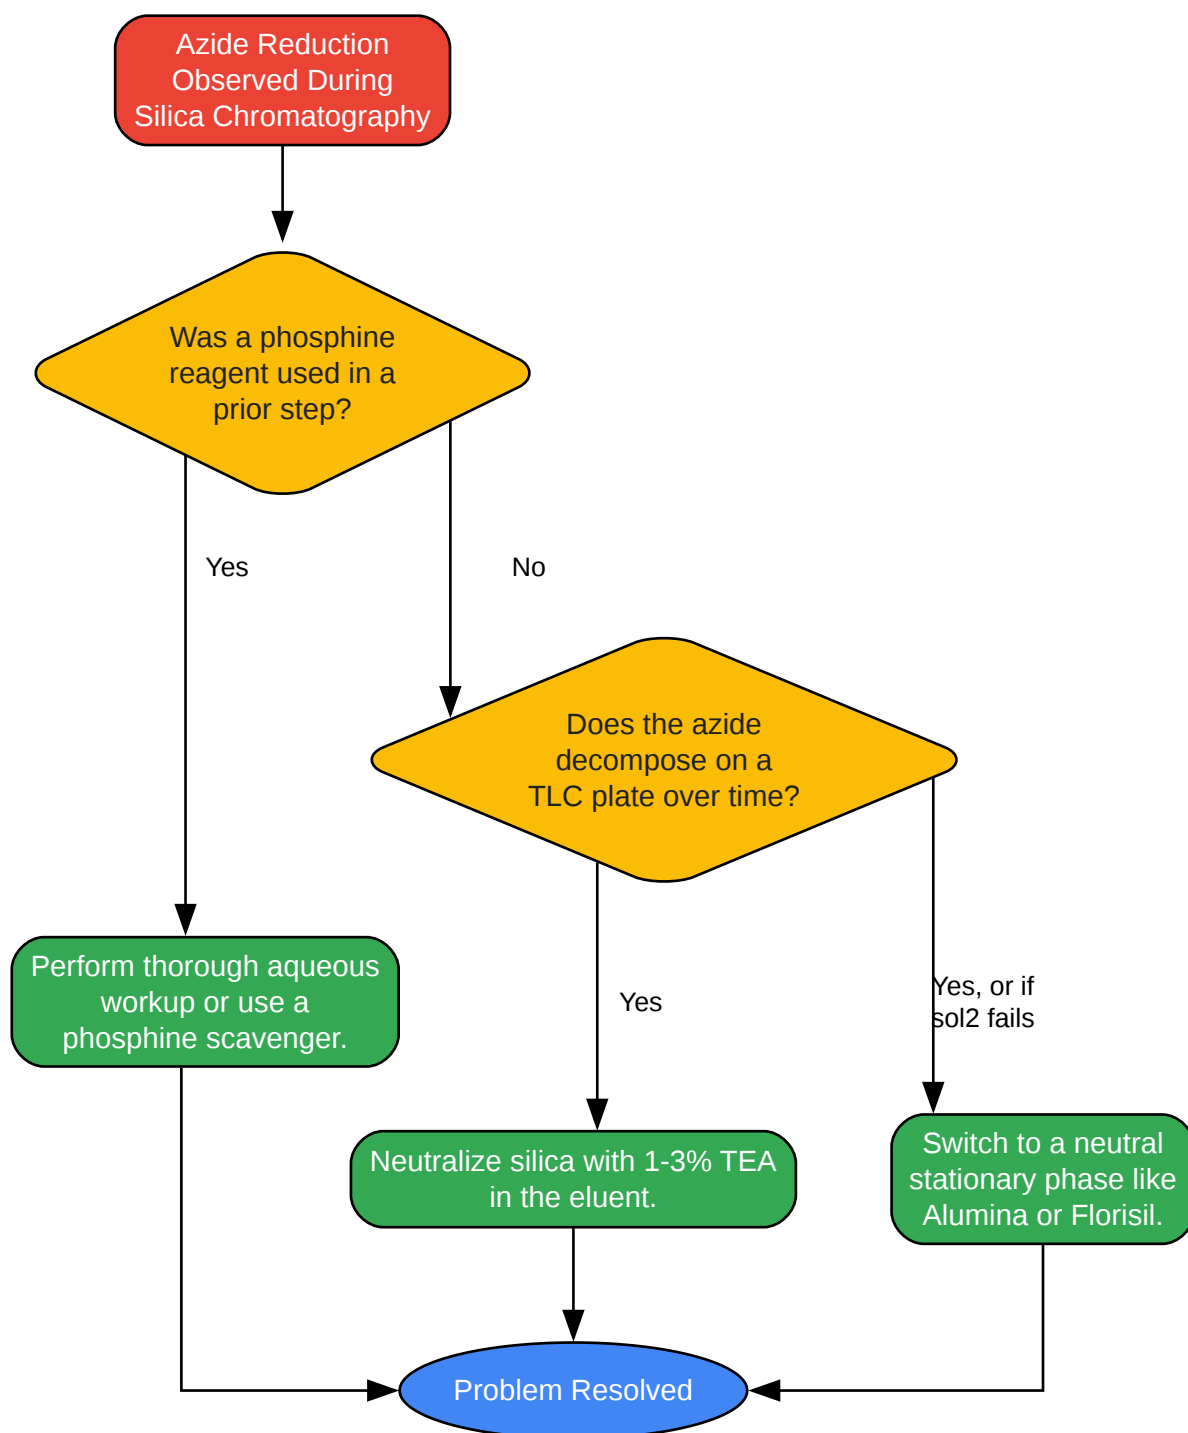 Azide Reduction
Observed During
Silica Chromatography
Was a phosphine
reagent used in a
prior step?
Yes
No
Does the azide
decompose on a
TLC plate over time?
Perform thorough aqueous
workup or use a
phosphine scavenger.
Yes
Yes, or if
sol2 fails
Neutralize silica with 1-3% TEA
in the eluent.
Switch to a neutral
stationary phase like
Alumina or Florisil.
Problem Resolved